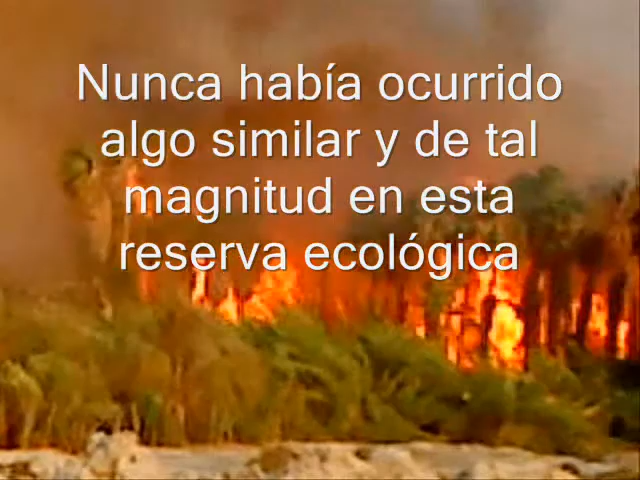 Nunca había ocurrido
algo similar y de tal
magnitud en esta
reserva ecológica